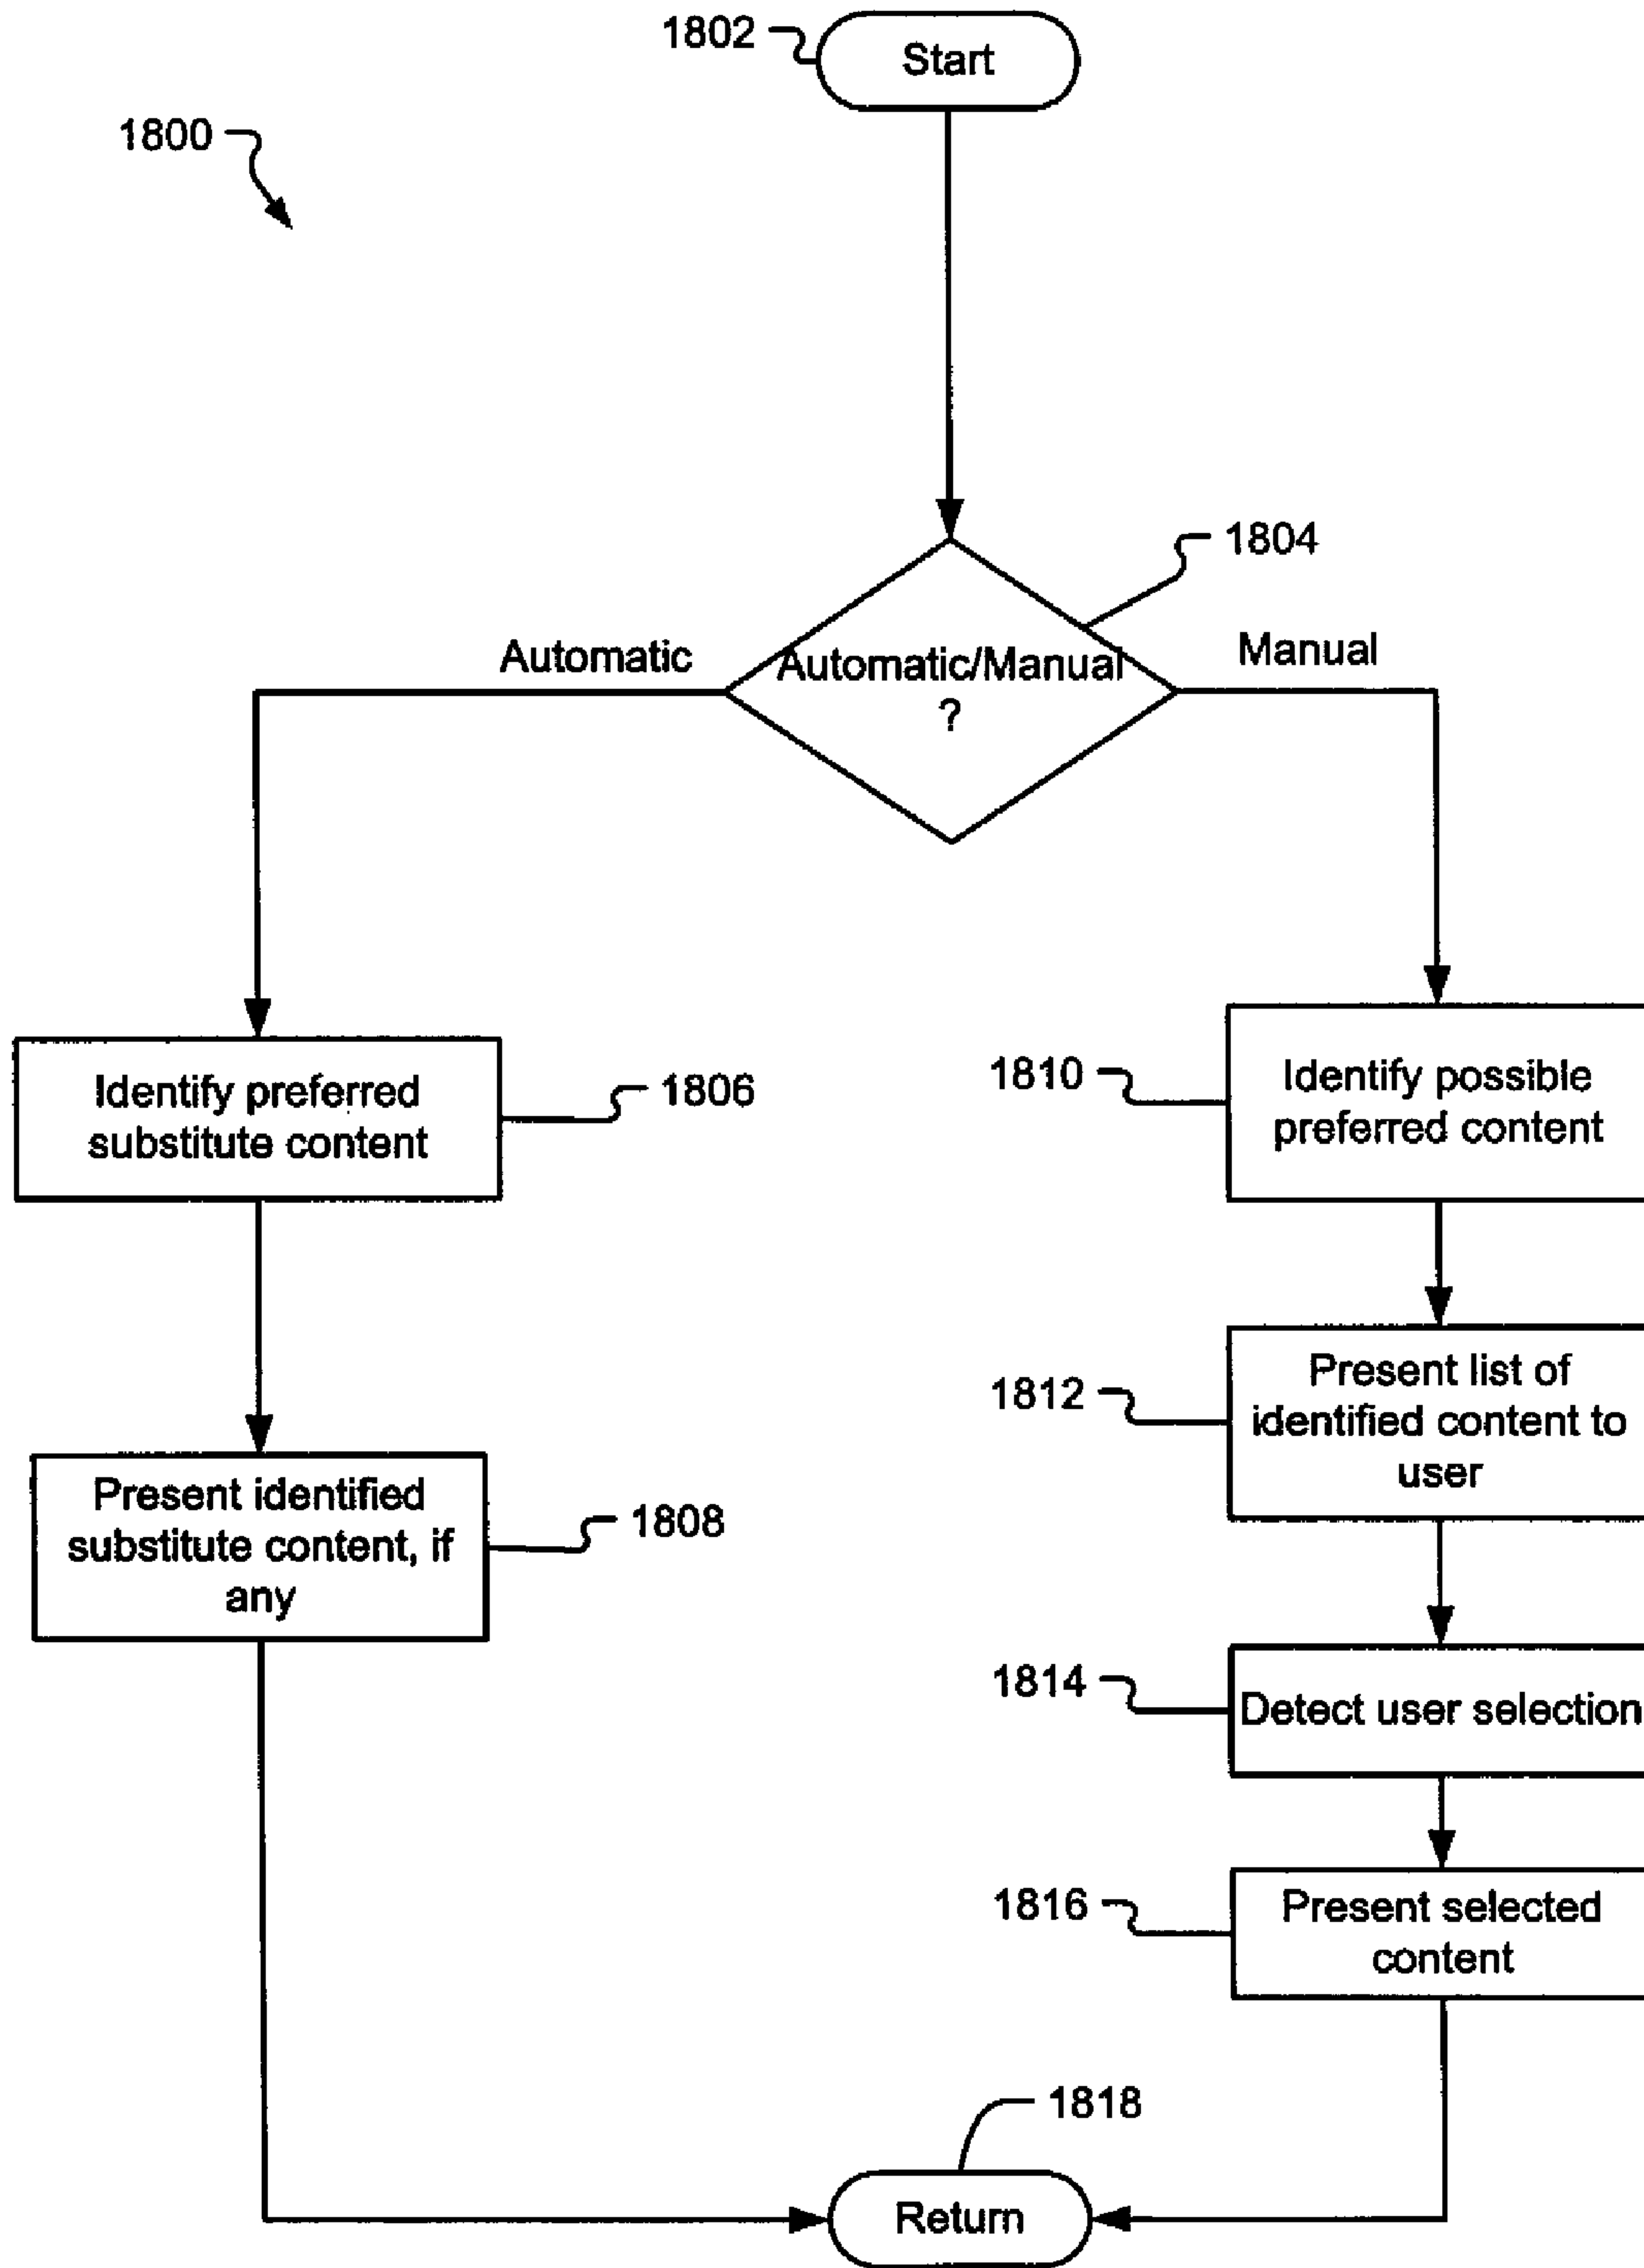 1802
Start
1800
1804
Automatic
Automatic/Manual
?
Manual
Identify preferred
substitute content
1806
1810
Identify possible
preferred content
1812
Present list of
identified content to
user
Present identified
substitute content, if
any
1808
1814
Detect user selection
1816
Present selected
content
1818
Return